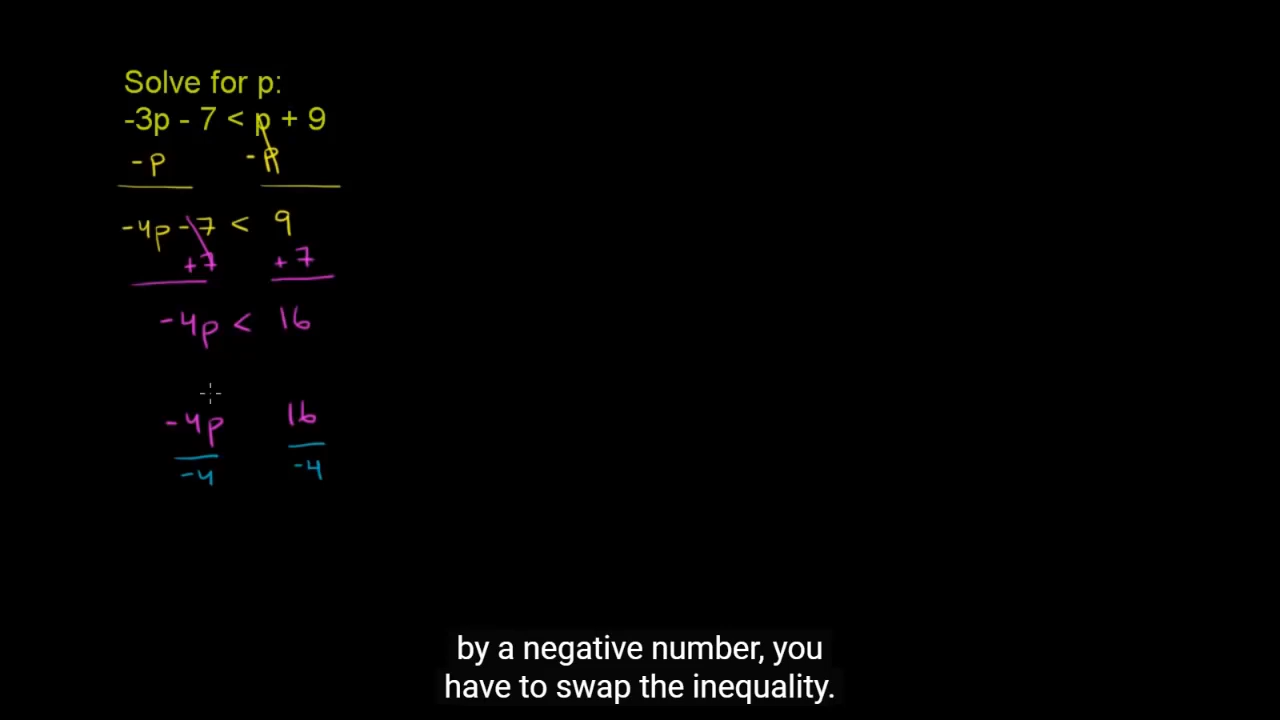 Solve for p:
-3p - 7 < p + 9
-p -p
-4p - 7 < 9
+7 +7
-4p < 16
-4p 16
-4 -4
by a negative number, you
have to swap the inequality.